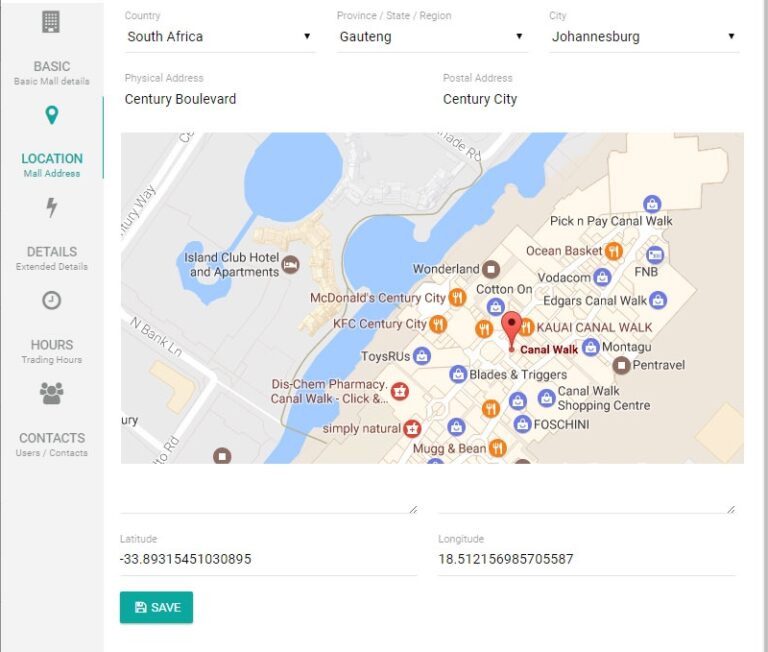 Country
Province / State / Region
City
South Africa
Gauteng
Johannesburg
BASIC
Basic Mall details
Physical Address
Postal Address
Century Boulevard
Century City
LOCATION
Mall Address
DETAILS
Extended Details
HOURS
Trading Hours
CONTACTS
Users / Contacts
nade Rd
tury Way
Pick n Pay Canal Walk
Island Club Hotel
and Apartments
Ocean Basket
FNB
Wonderland
Vodacom
Cotton On
Edgars Canal Walk
McDonald's Century City
N Bank Ln
KFC Century City
KAUAI CANAL WALK
Canal Walk
Montagu
ToysRUs
Pentravel
Blades & Triggers
Dis-Chem Pharmacy.
Canal Walk - Click &...
Canal Walk
Shopping Centre
FOSCHINI
simply natural
ury
lto Rd
Mugg & Bean
Latitude
Longitude
-33.89315451030895
18.512156985705587
SAVE